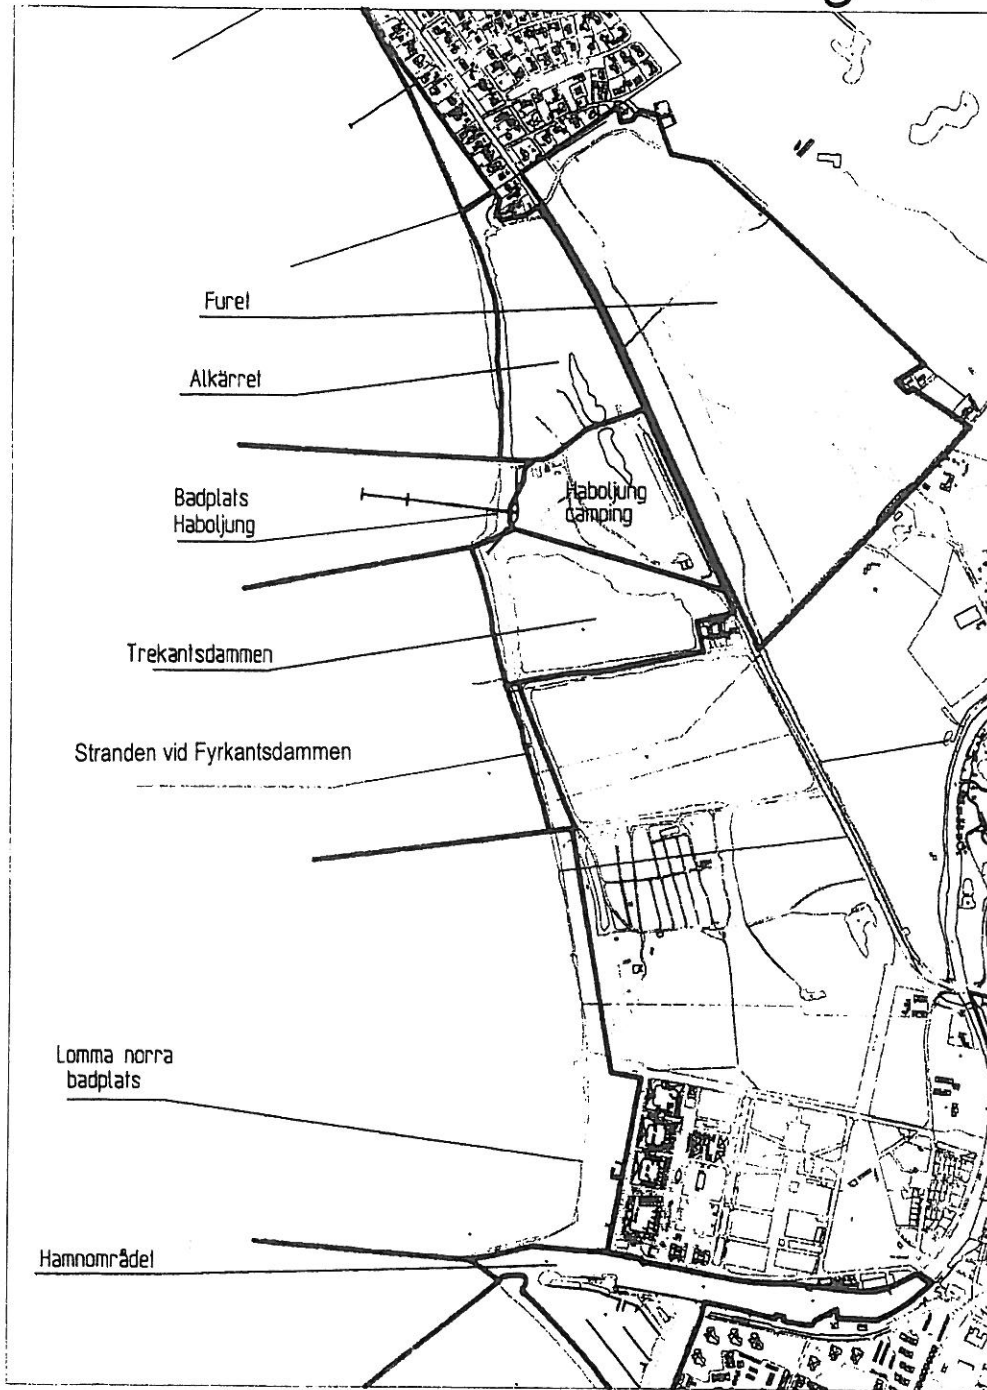 Furet
Alkärret
Badplats
Haboljung
Haboljung
camping
Trekantsdammen
Stranden vid Fyrkantsdammen
Lomma norra
badplats
Hamnområdet